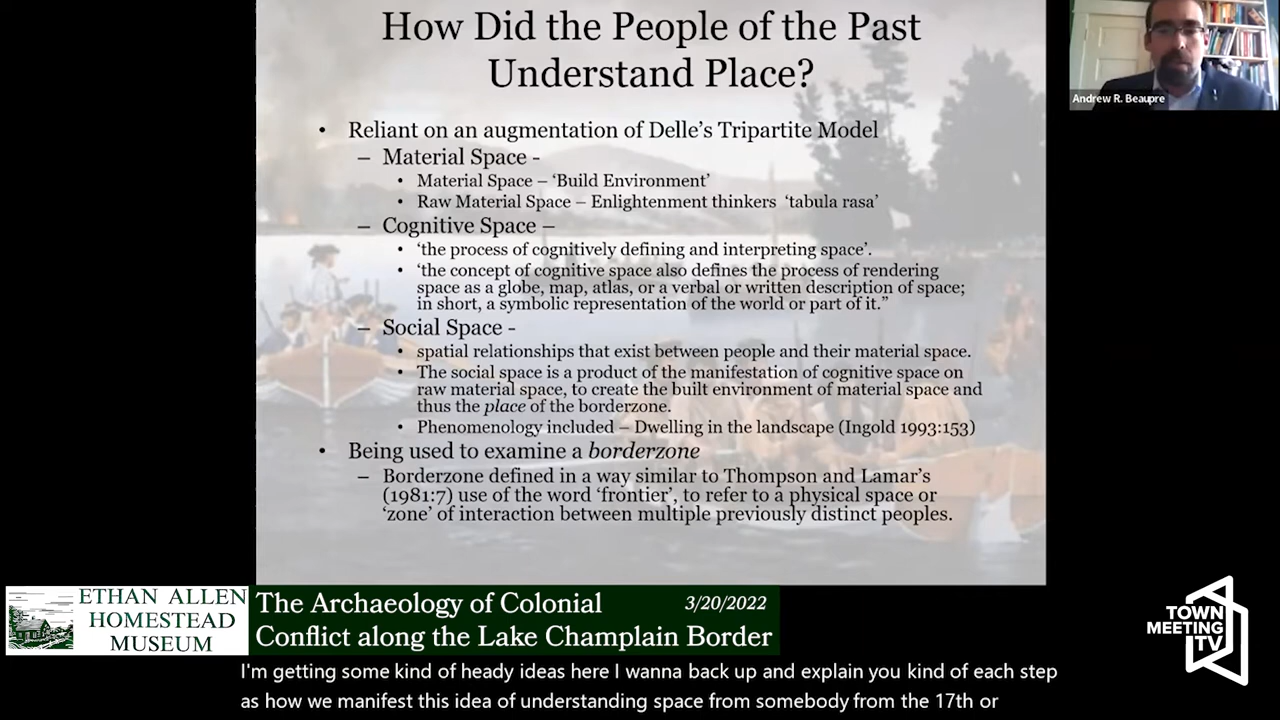 How Did the People of the Past
Understand Place?
• Reliant on an augmentation of Delle's Tripartite Model
– Material Space -
• Material Space – 'Build Environment'
• Raw Material Space – Enlightenment thinkers 'tabula rasa'
– Cognitive Space –
• 'the process of cognitively defining and interpreting space'.
• 'the concept of cognitive space also defines the process of rendering
space as a globe, map, atlas, or a verbal or written description of space;
in short, a symbolic representation of the world or part of it."
– Social Space -
• spatial relationships that exist between people and their material space.
• The social space is a product of the manifestation of cognitive space on
raw material space, to create the built environment of material space and
thus the place of the borderzone.
• Phenomenology included – Dwelling in the landscape (Ingold 1993:153)
• Being used to examine a borderzone
– Borderzone defined in a way similar to Thompson and Lamar's
(1981:7) use of the word 'frontier', to refer to a physical space or
'zone' of interaction between multiple previously distinct peoples.
Andrew R. Beaupre
ETHAN ALLEN
HOMESTEAD
MUSEUM
The Archaeology of Colonial 3/20/2022
Conflict along the Lake Champlain Border
TOWN
MEETING
TV
I'm getting some kind of heady ideas here I wanna back up and explain you kind of each step
as how we manifest this idea of understanding space from somebody from the 17th or